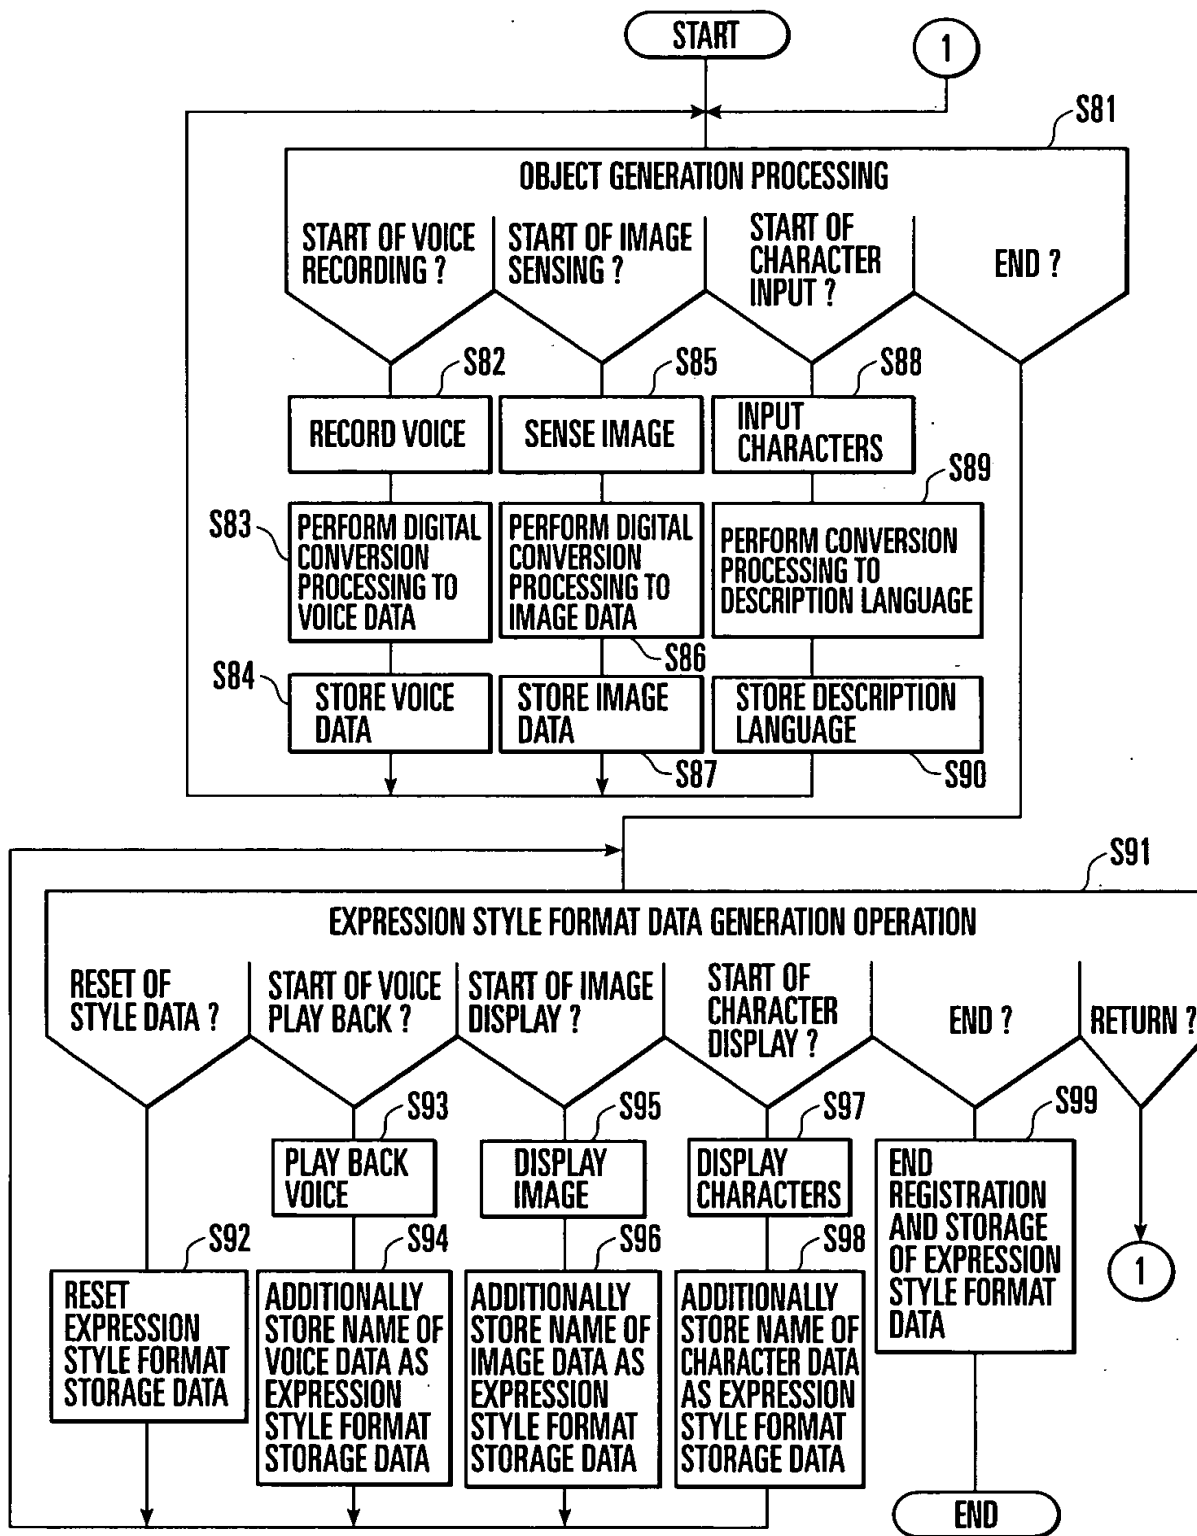 START
1
S81
OBJECT GENERATION PROCESSING
START OF VOICE
RECORDING ?
START OF IMAGE
SENSING ?
START OF
CHARACTER
INPUT ?
END ?
S82
RECORD VOICE
S85
SENSE IMAGE
S88
INPUT
CHARACTERS
S83
PERFORM DIGITAL
CONVERSION
PROCESSING TO
VOICE DATA
PERFORM DIGITAL
CONVERSION
PROCESSING TO
IMAGE DATA
S86
S89
PERFORM CONVERSION
PROCESSING TO
DESCRIPTION LANGUAGE
S84
STORE VOICE
DATA
STORE IMAGE
DATA
S87
STORE DESCRIPTION
LANGUAGE
S90
S91
EXPRESSION STYLE FORMAT DATA GENERATION OPERATION
RESET OF
STYLE DATA ?
START OF VOICE
PLAY BACK ?
START OF IMAGE
DISPLAY ?
START OF
CHARACTER
DISPLAY ?
END ?
RETURN ?
S93
PLAY BACK
VOICE
S95
DISPLAY
IMAGE
S97
DISPLAY
CHARACTERS
S99
END
REGISTRATION
AND STORAGE
OF EXPRESSION
STYLE FORMAT
DATA
1
S92
RESET
EXPRESSION
STYLE FORMAT
STORAGE DATA
S94
ADDITIONALLY
STORE NAME OF
VOICE DATA AS
EXPRESSION
STYLE FORMAT
STORAGE DATA
S96
ADDITIONALLY
STORE NAME OF
IMAGE DATA AS
EXPRESSION
STYLE FORMAT
STORAGE DATA
S98
ADDITIONALLY
STORE NAME OF
CHARACTER DATA
AS EXPRESSION
STYLE FORMAT
STORAGE DATA
END